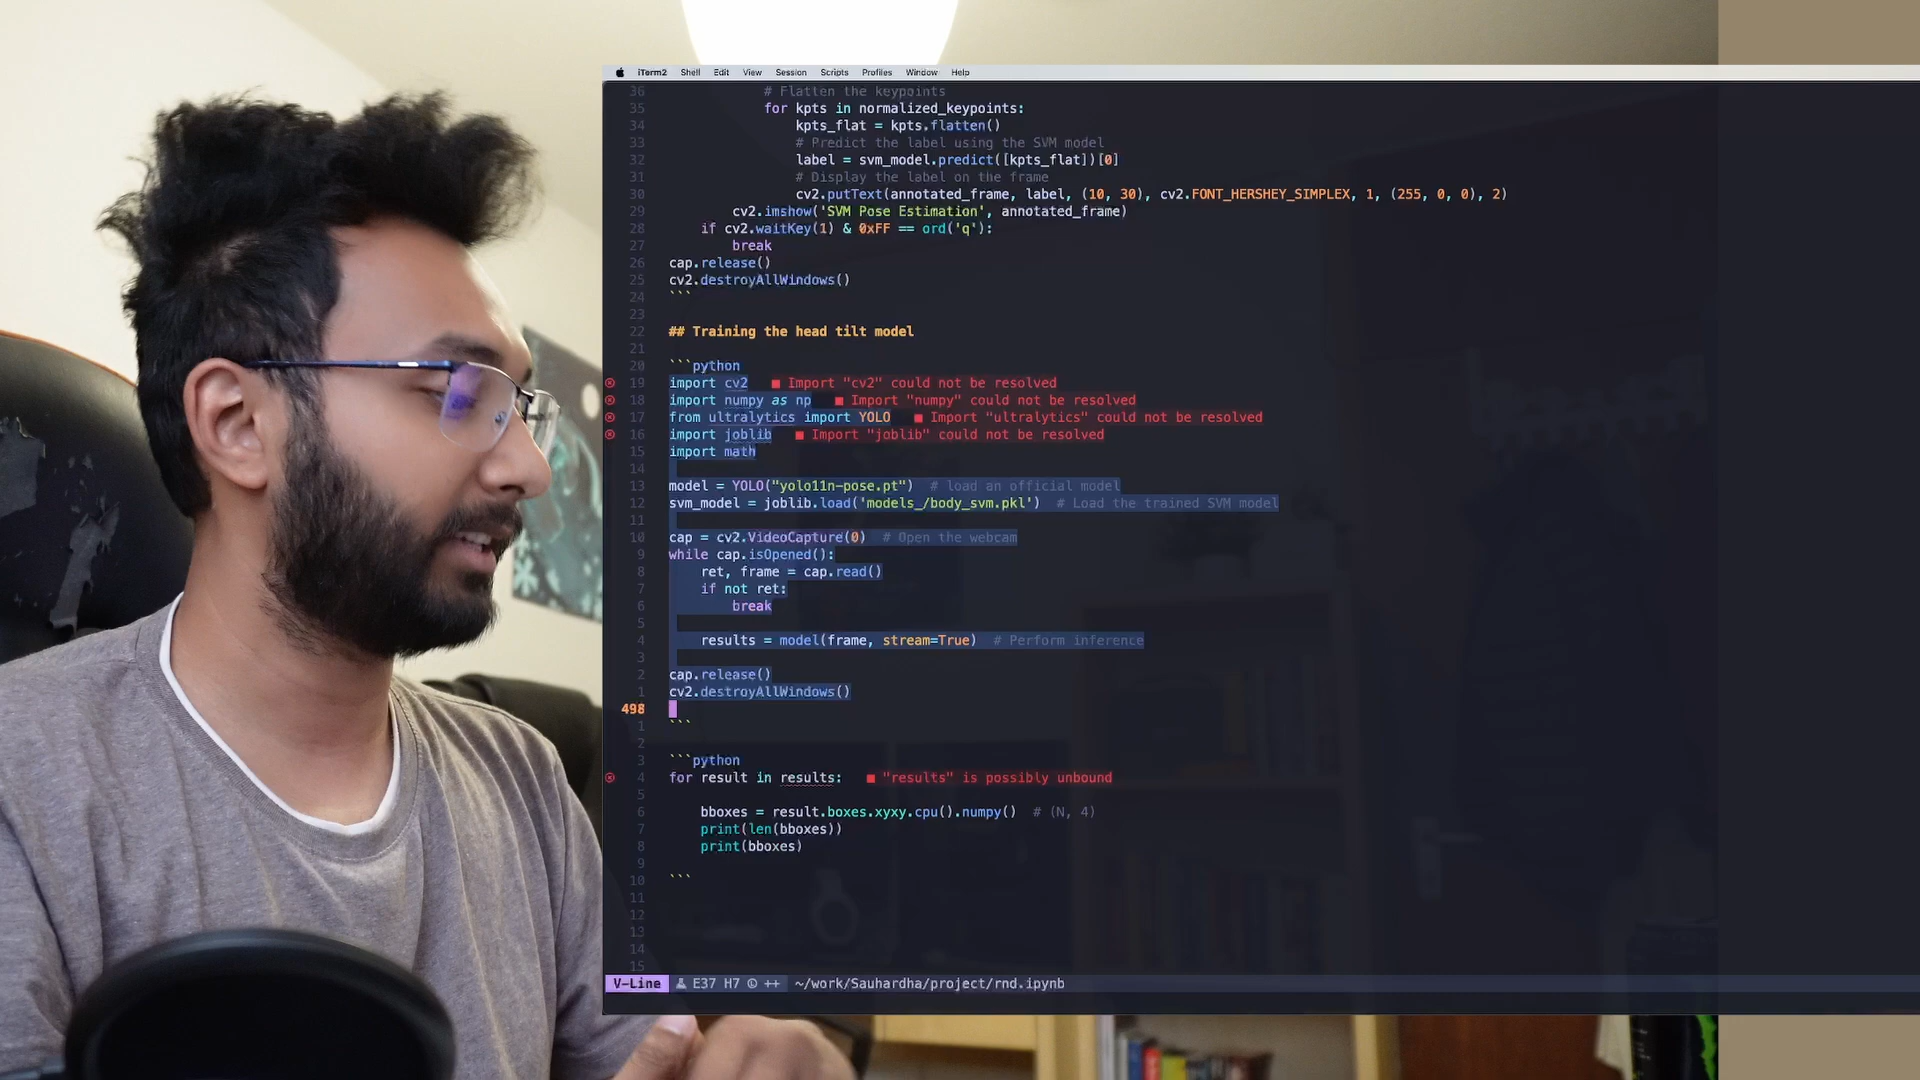 iTerm2 Shell Edit View Session Scripts Profiles Window Help
36 # Flatten the keypoints
35 for kpts in normalized_keypoints:
34 kpts_flat = kpts.flatten()
33 # Predict the label using the SVM model
32 label = svm_model.predict([kpts_flat])[0]
31 # Display the label on the frame
30 cv2.putText(annotated_frame, label, (10, 30), cv2.FONT_HERSHEY_SIMPLEX, 1, (255, 0, 0), 2)
29 cv2.imshow('SVM Pose Estimation', annotated_frame)
28 if cv2.waitKey(1) & 0xFF == ord('q'):
27 break
26 cap.release()
25 cv2.destroyAllWindows()
24 ```
23
22 ## Training the head tilt model
21
20 ```python
19 import cv2 ■ Import "cv2" could not be resolved
18 import numpy as np ■ Import "numpy" could not be resolved
17 from ultralytics import YOLO ■ Import "ultralytics" could not be resolved
16 import joblib ■ Import "joblib" could not be resolved
15 import math
14
13 model = YOLO("yolo11n-pose.pt") # load an official model
12 svm_model = joblib.load('models_/body_svm.pkl') # Load the trained SVM model
11
10 cap = cv2.VideoCapture(0) # Open the webcam
9 while cap.isOpened():
8 ret, frame = cap.read()
7 if not ret:
6 break
5
4 results = model(frame, stream=True) # Perform inference
3
2 cap.release()
1 cv2.destroyAllWindows()
498
1 ```
2
3 ```python
4 for result in results: ■ "results" is possibly unbound
5
6 bboxes = result.boxes.xyxy.cpu().numpy() # (N, 4)
7 print(len(bboxes))
8 print(bboxes)
9
10 ```
11
12
13
14
15
V-Line E37 H7 © ++ ~/work/Sauhardha/project/rnd.ipynb